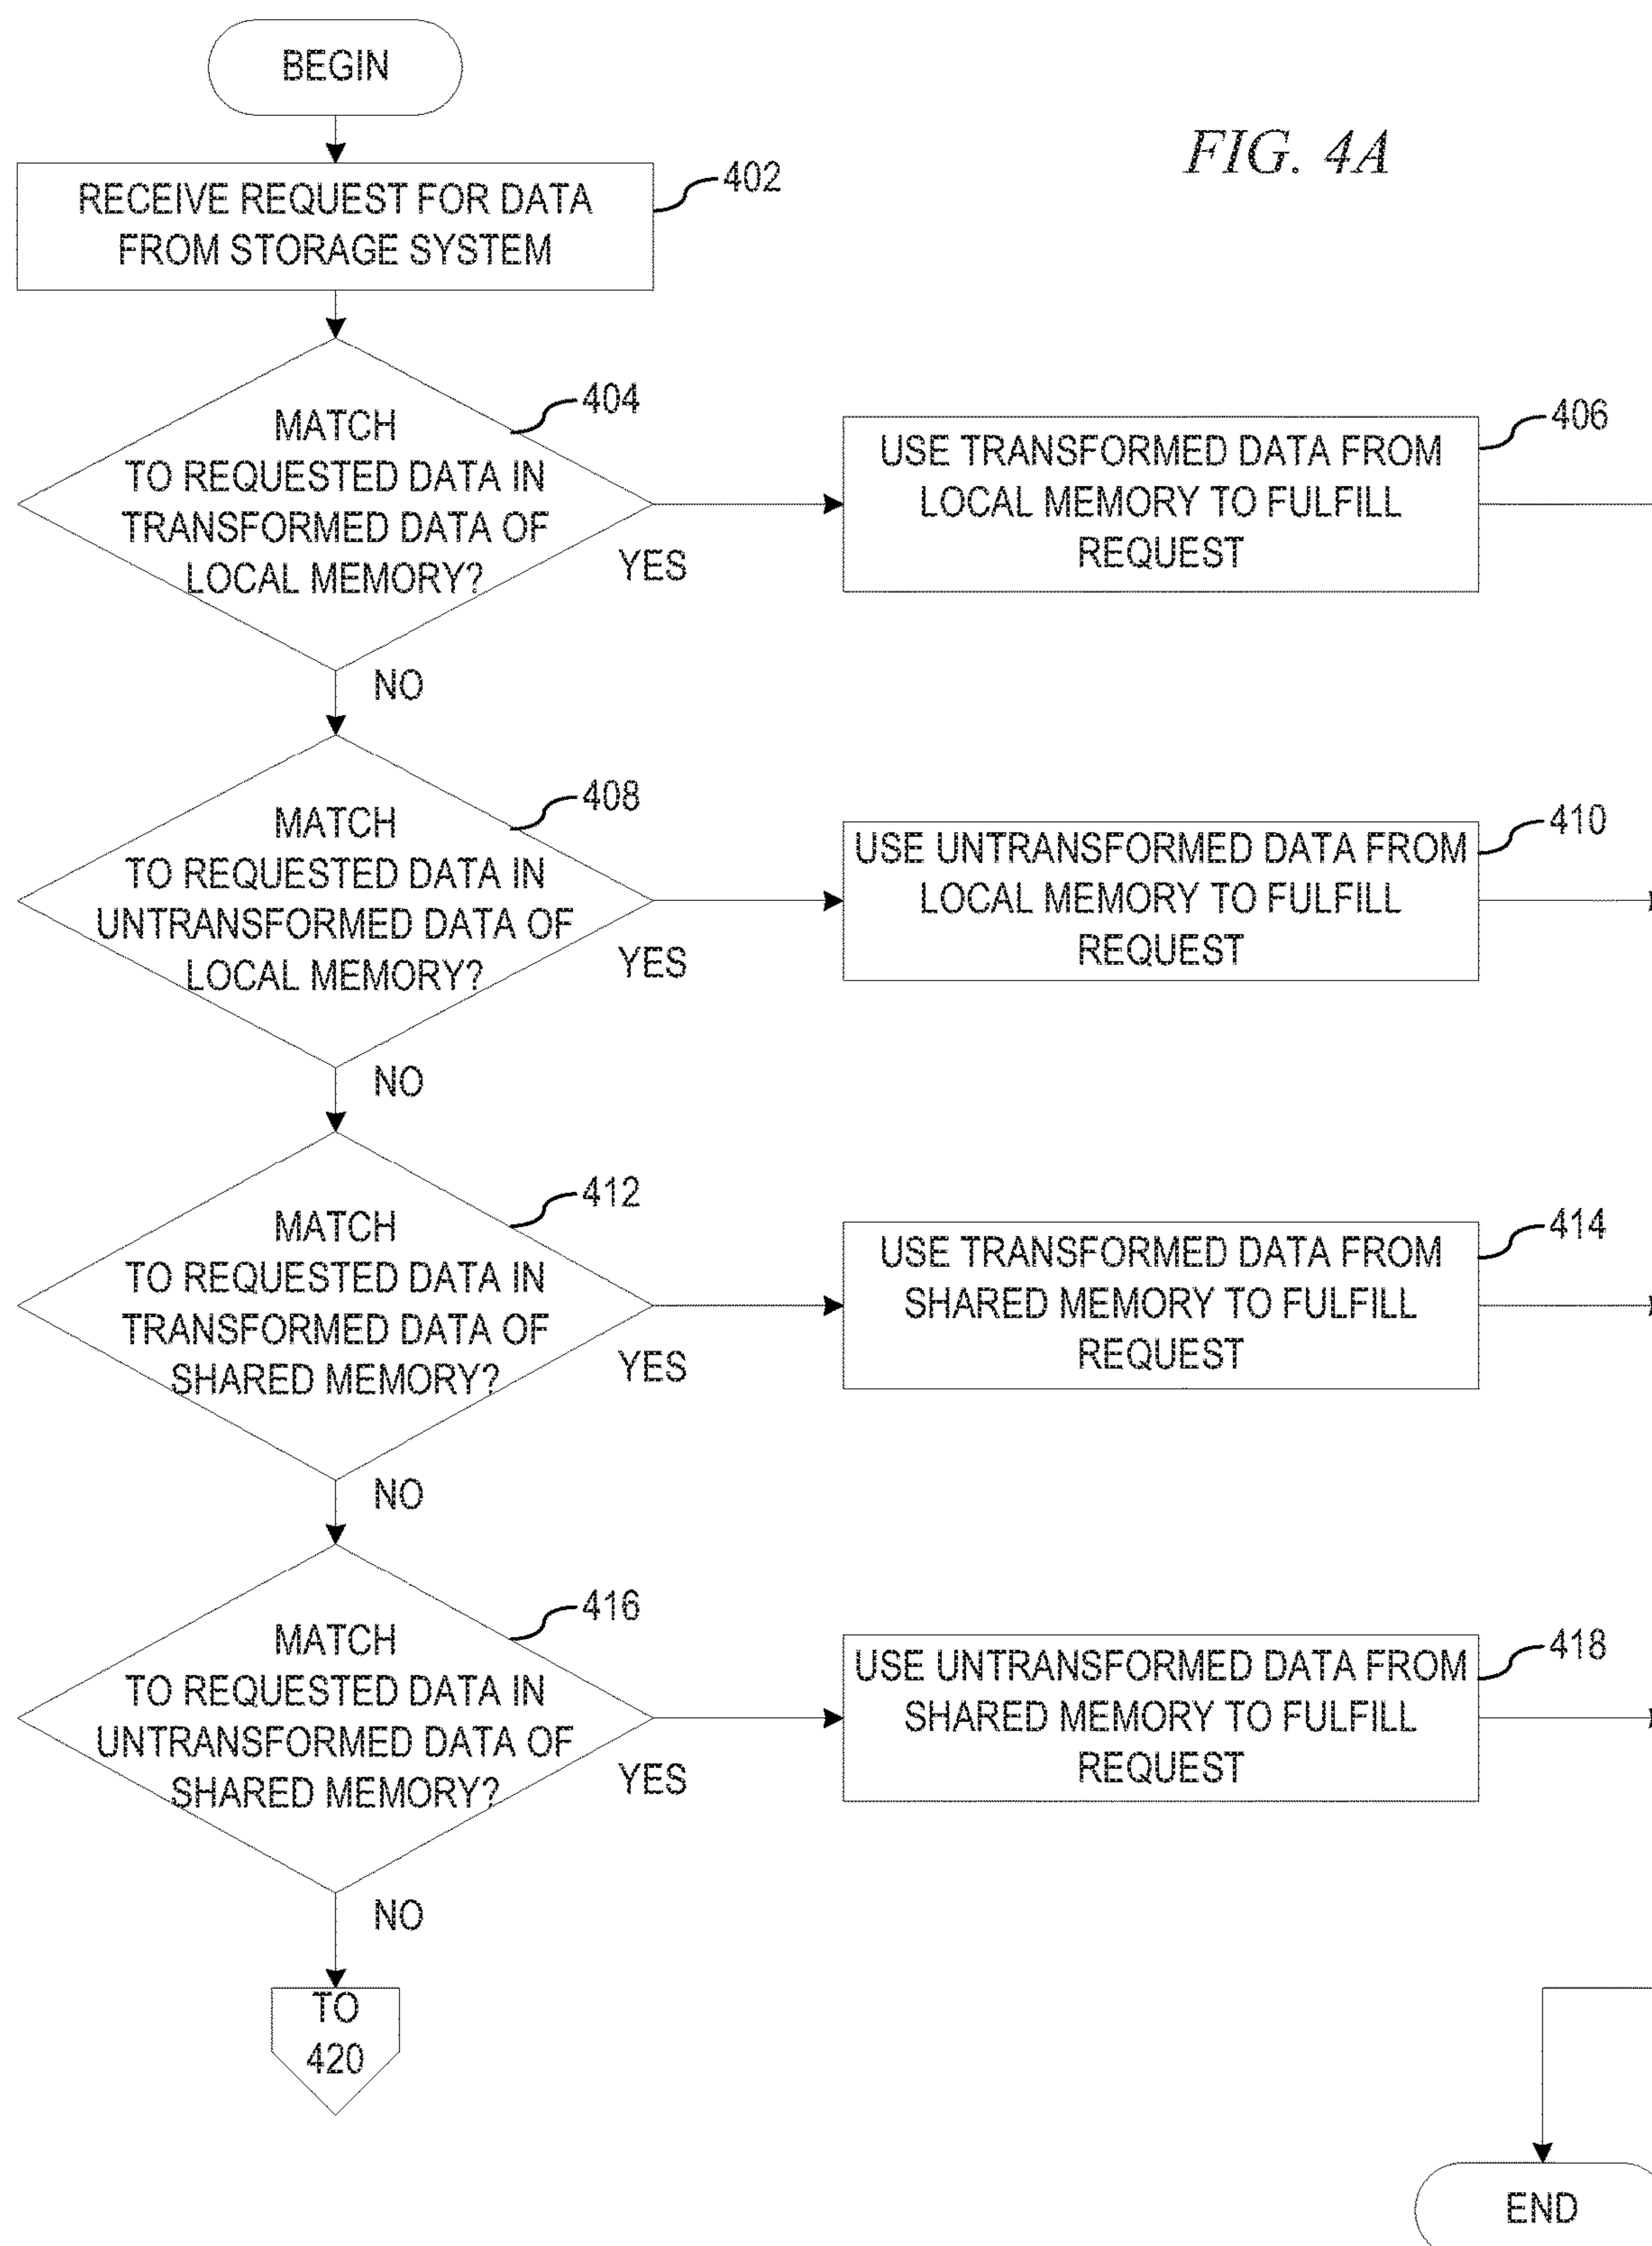 BEGIN
FIG. 4A
RECEIVE REQUEST FOR DATA
FROM STORAGE SYSTEM
402
MATCH
TO REQUESTED DATA IN
TRANSFORMED DATA OF
LOCAL MEMORY?
404
YES
NO
USE TRANSFORMED DATA FROM
LOCAL MEMORY TO FULFILL
REQUEST
406
MATCH
TO REQUESTED DATA IN
UNTRANSFORMED DATA OF
LOCAL MEMORY?
408
YES
NO
USE UNTRANSFORMED DATA FROM
LOCAL MEMORY TO FULFILL
REQUEST
410
MATCH
TO REQUESTED DATA IN
TRANSFORMED DATA OF
SHARED MEMORY?
412
YES
NO
USE TRANSFORMED DATA FROM
SHARED MEMORY TO FULFILL
REQUEST
414
MATCH
TO REQUESTED DATA IN
UNTRANSFORMED DATA OF
SHARED MEMORY?
416
YES
NO
USE UNTRANSFORMED DATA FROM
SHARED MEMORY TO FULFILL
REQUEST
418
TO
420
END